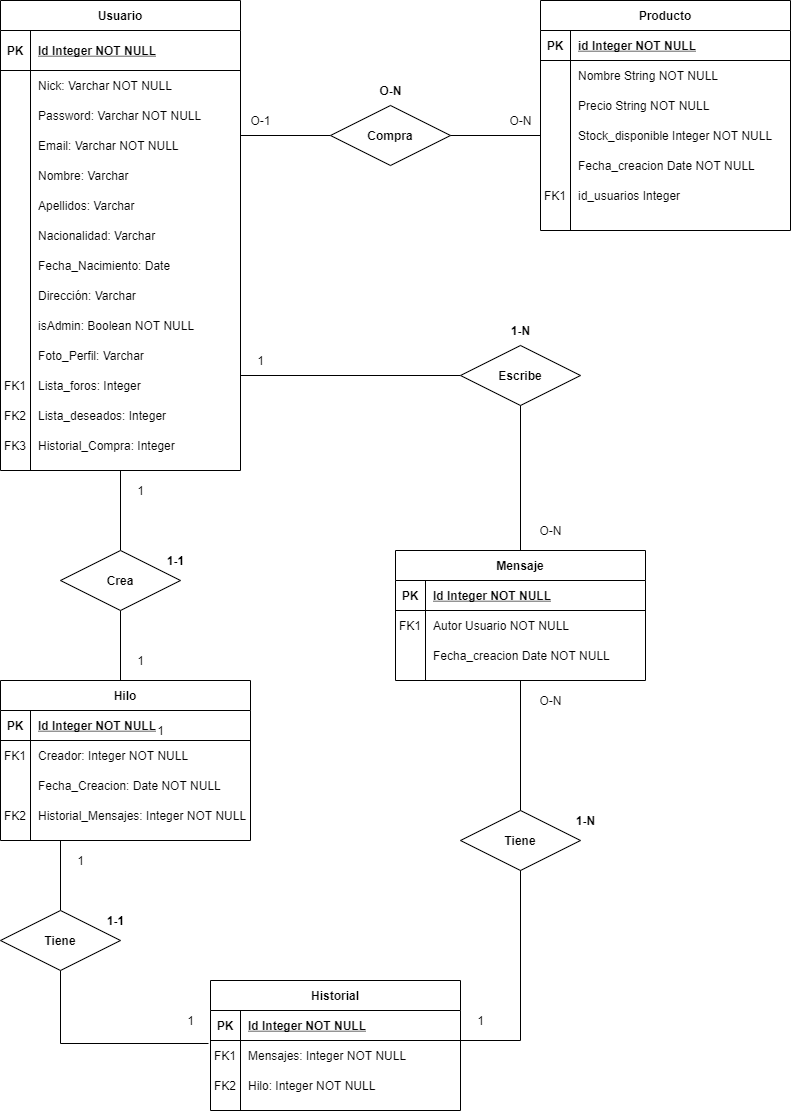 Usuario
PK Id Integer NOT NULL
Nick: Varchar NOT NULL
Password: Varchar NOT NULL
Email: Varchar NOT NULL
Nombre: Varchar
Apellidos: Varchar
Nacionalidad: Varchar
Fecha_Nacimiento: Date
Dirección: Varchar
isAdmin: Boolean NOT NULL
Foto_Perfil: Varchar
FK1 Lista_foros: Integer
FK2 Lista_deseados: Integer
FK3 Historial_Compra: Integer
O-1
O-N
Compra
O-N
Producto
PK id Integer NOT NULL
Nombre String NOT NULL
Precio String NOT NULL
Stock_disponible Integer NOT NULL
Fecha_creacion Date NOT NULL
FK1 id_usuarios Integer
1
1-N
Escribe
O-N
1
1-1
Crea
1
Mensaje
PK Id Integer NOT NULL
FK1 Autor Usuario NOT NULL
Fecha_creacion Date NOT NULL
O-N
Hilo
PK Id Integer NOT NULL
1
FK1 Creador: Integer NOT NULL
Fecha_Creacion: Date NOT NULL
FK2 Historial_Mensajes: Integer NOT NULL
1
1-N
Tiene
1-1
Tiene
1
1
Historial
PK Id Integer NOT NULL
FK1 Mensajes: Integer NOT NULL
FK2 Hilo: Integer NOT NULL